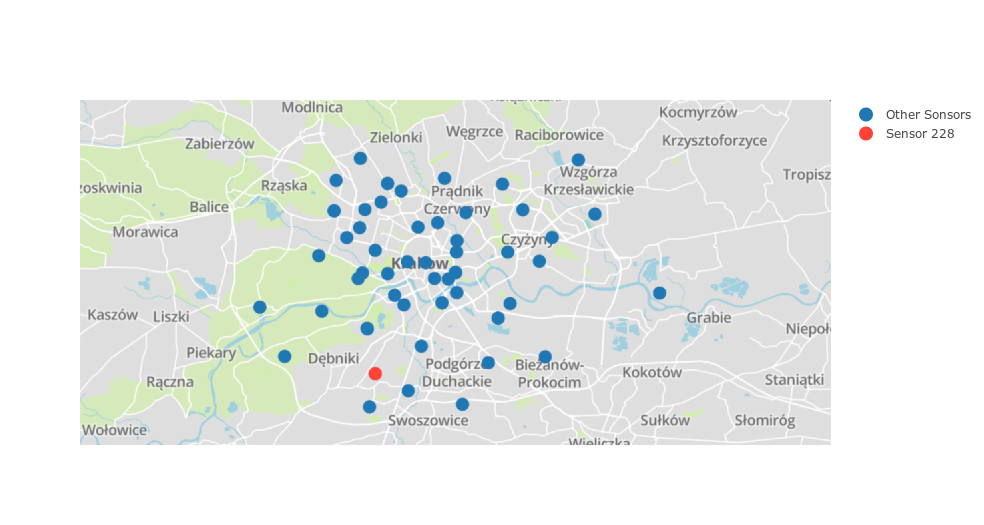 Modlnica
Kocmyrzów
Zielonki
Węgrzce
Raciborowice
Zabierzów
Krzysztoforzyce
Wzgórza
Krzesławickie
Tropisz
zoskwinia
Rząska
Prądnik
Czerwony
Balice
Morawica
Czyżyny
Kraków
Kaszów
Liszki
Grabie
Niepoł
Piekary
Dębniki
Podgórze
Duchackie
Bieżanów-
Prokocim
Kokotów
Rączna
Staniątki
Swoszowice
Sułków
Słomiróg
Wołowice
Wieliczka
Other Sonsors
Sensor 228